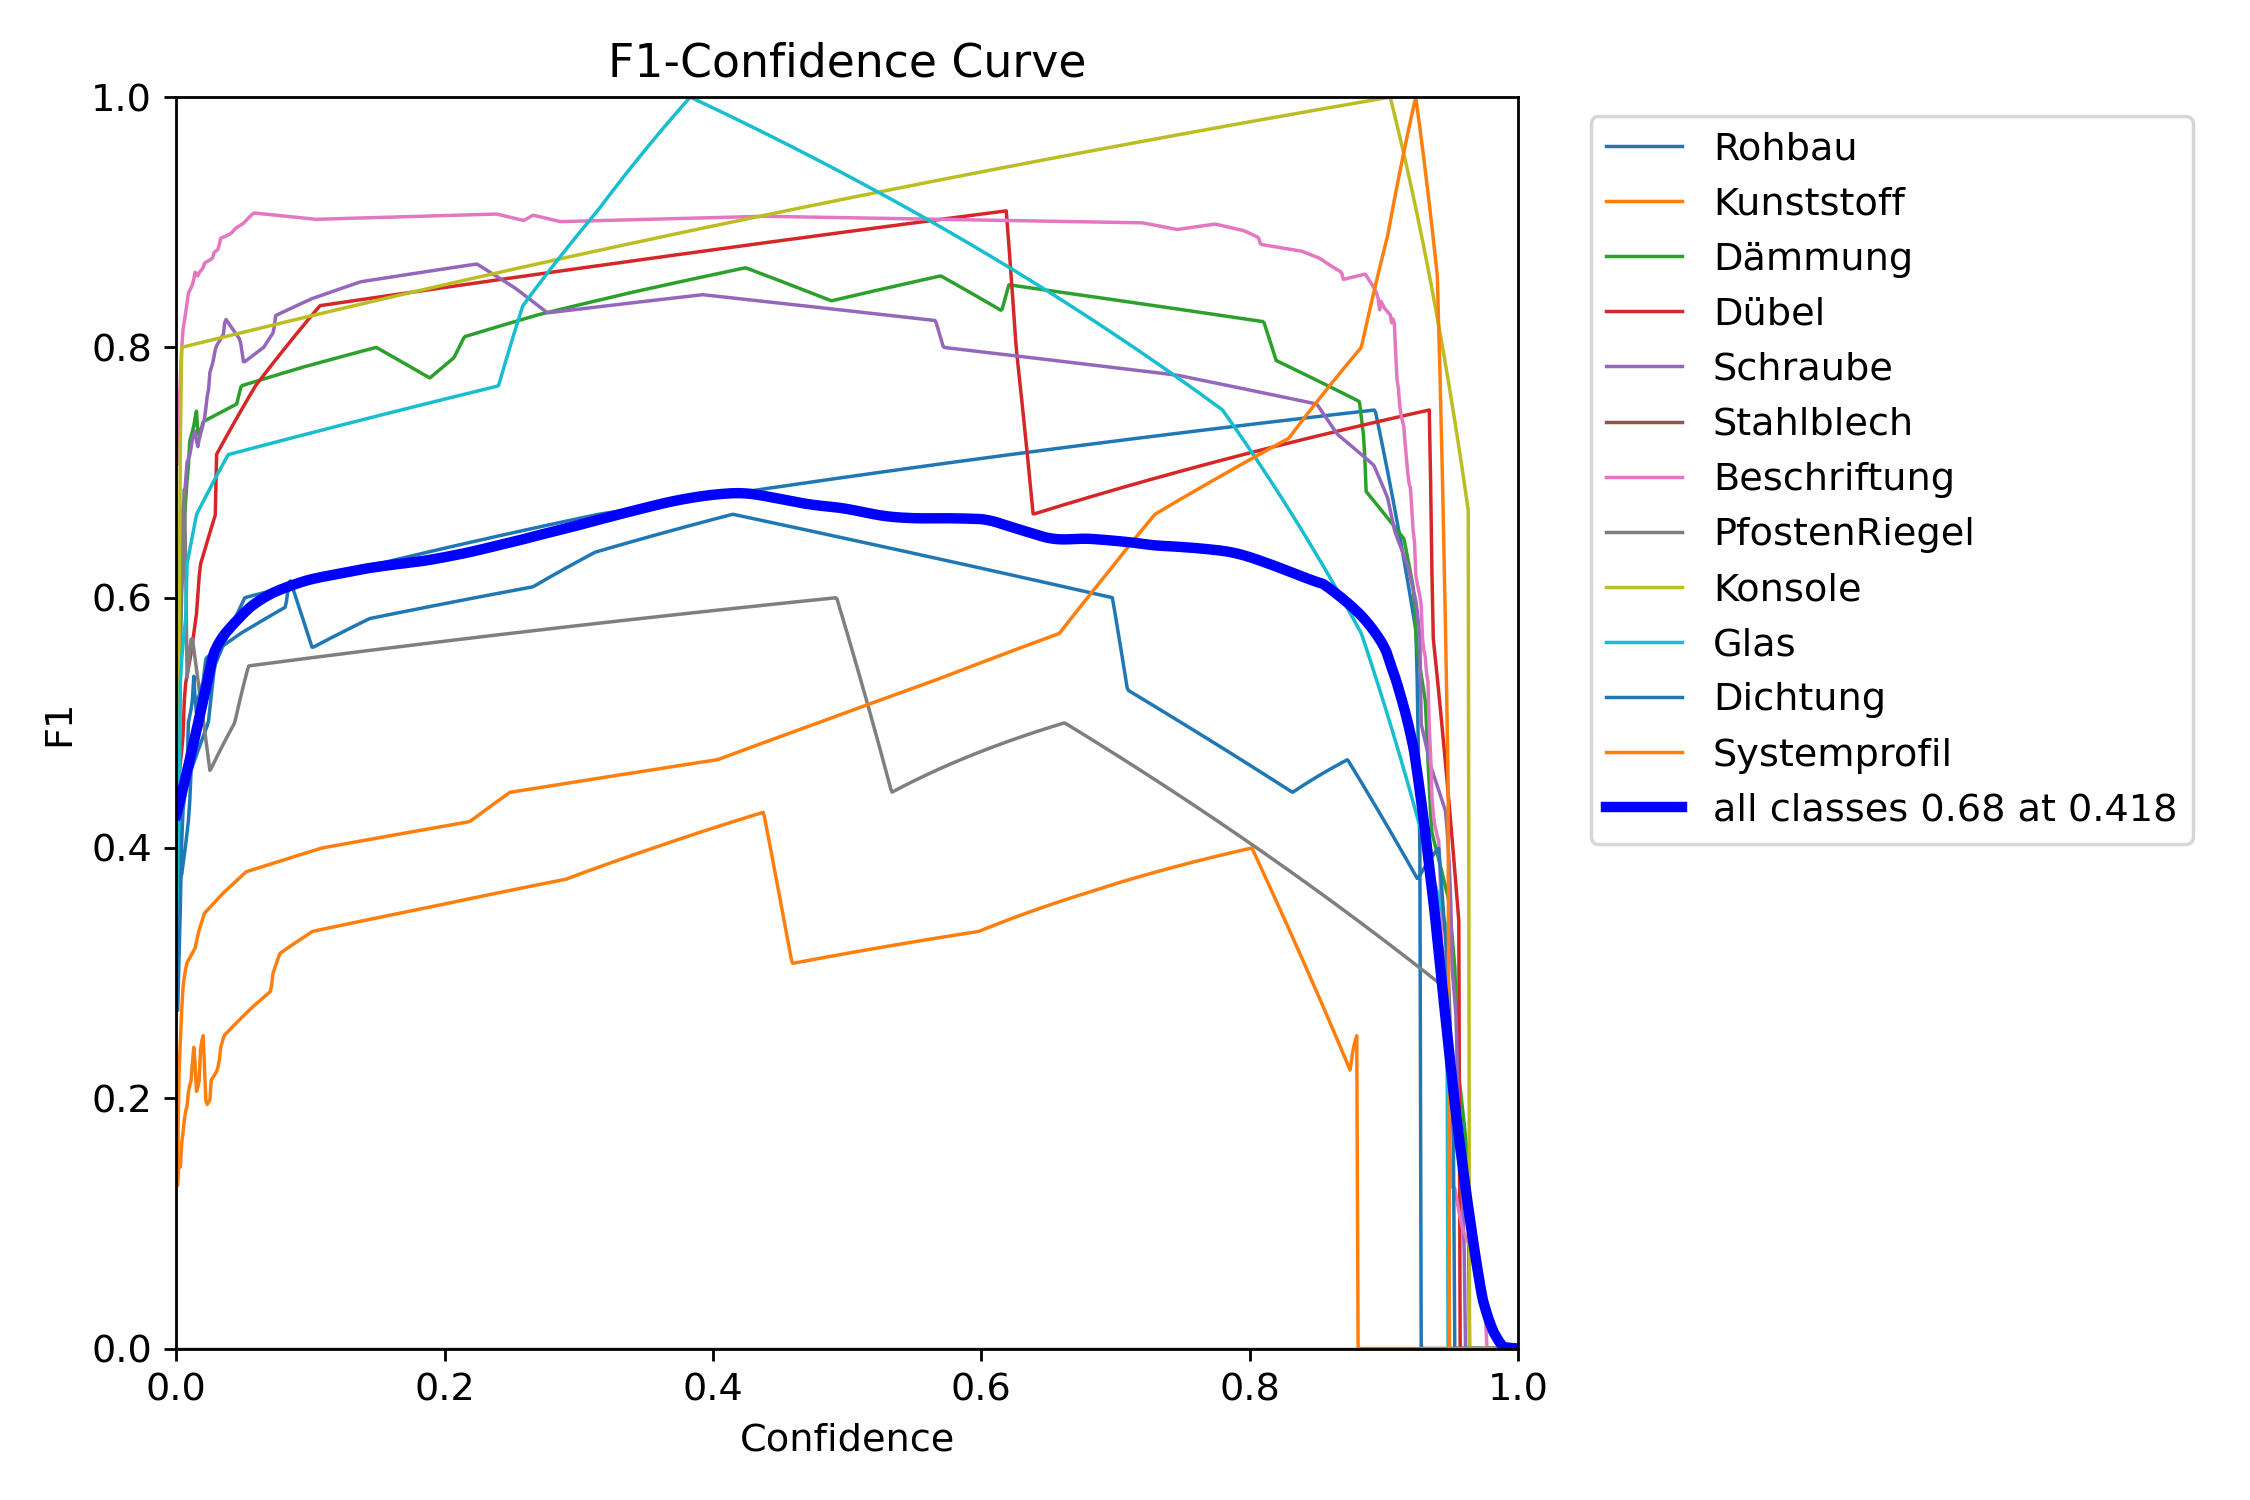 F1-Confidence Curve
1.0
0.8
0.6
0.4
0.2
0.0
F1
0.0 0.2 0.4 0.6 0.8 1.0
Confidence
Rohbau
Kunststoff
Dämmung
Dübel
Schraube
Stahlblech
Beschriftung
PfostenRiegel
Konsole
Glas
Dichtung
Systemprofil
all classes 0.68 at 0.418